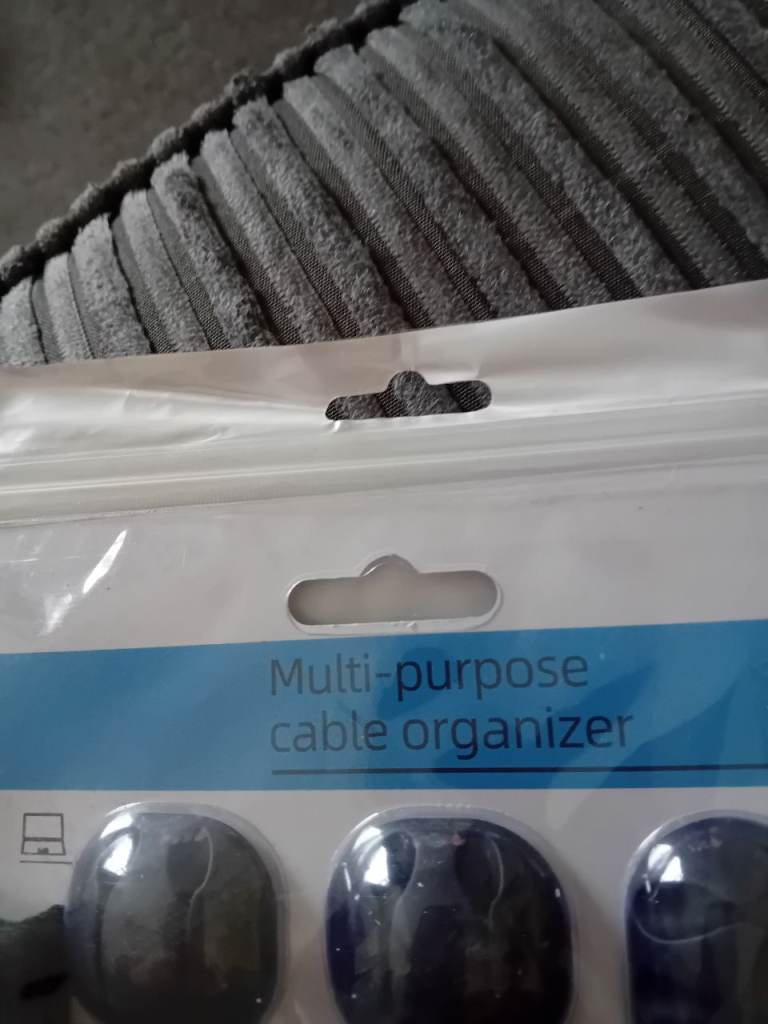 Multi-purpose
cable organizer